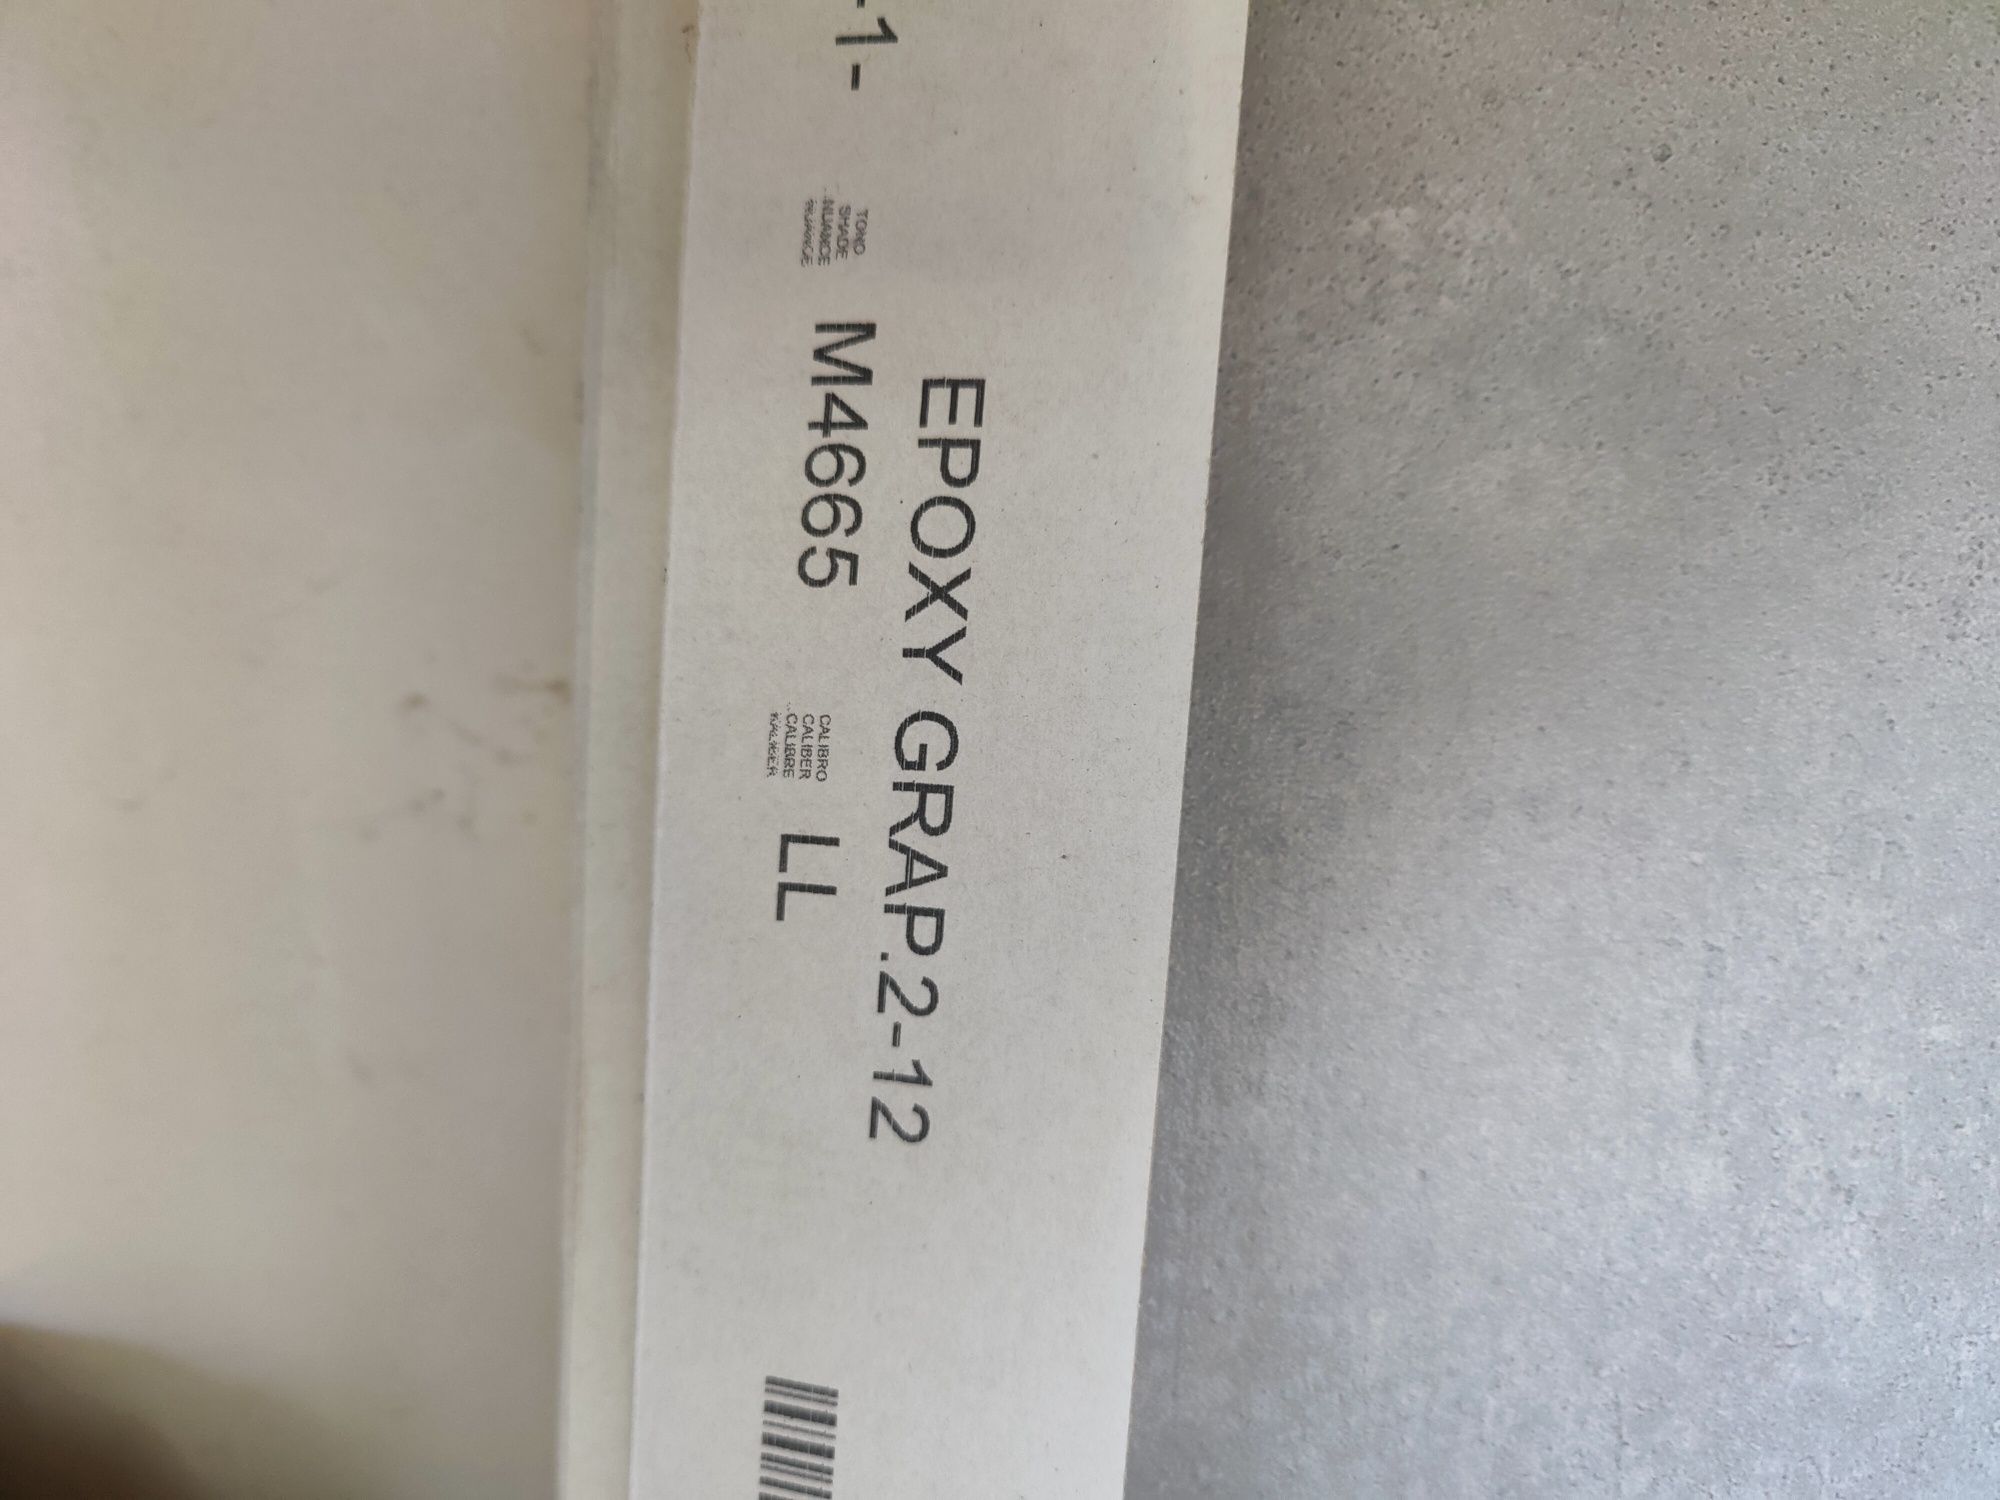 -1-
EPOXY GRAP.2-12
TONO
SHADE
NUANCE
NUANCE
M4665
CALIBRO
CALIBER
CALIBRE
KALIBER
LL